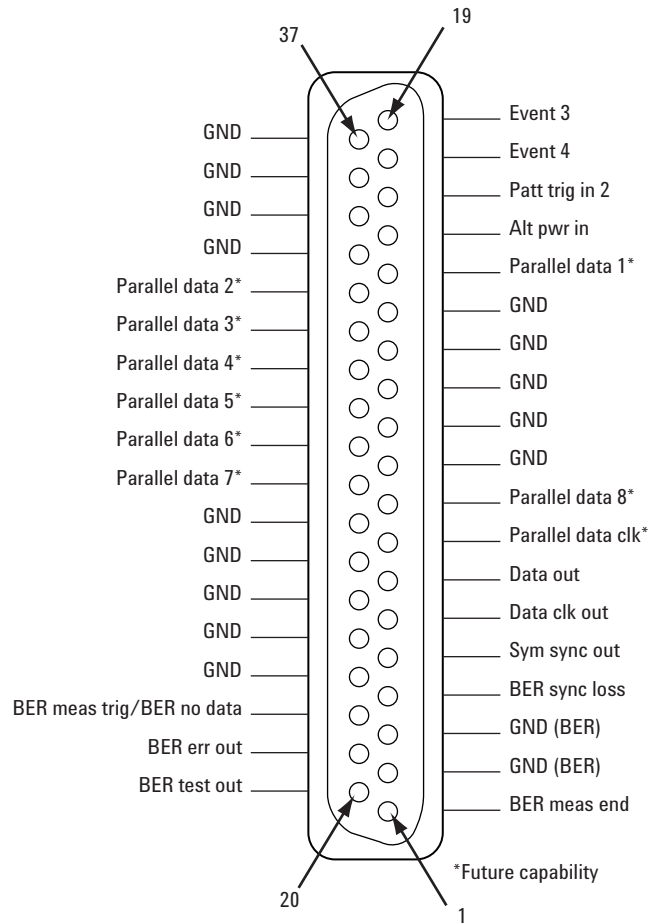 37
19
GND
GND
GND
GND
Parallel data 2*
Parallel data 3*
Parallel data 4*
Parallel data 5*
Parallel data 6*
Parallel data 7*
GND
GND
GND
GND
GND
BER meas trig/BER no data
BER err out
BER test out
Event 3
Event 4
Patt trig in 2
Alt pwr in
Parallel data 1*
GND
GND
GND
GND
GND
Parallel data 8*
Parallel data clk*
Data out
Data clk out
Sym sync out
BER sync loss
GND (BER)
GND (BER)
BER meas end
*Future capability
20
1